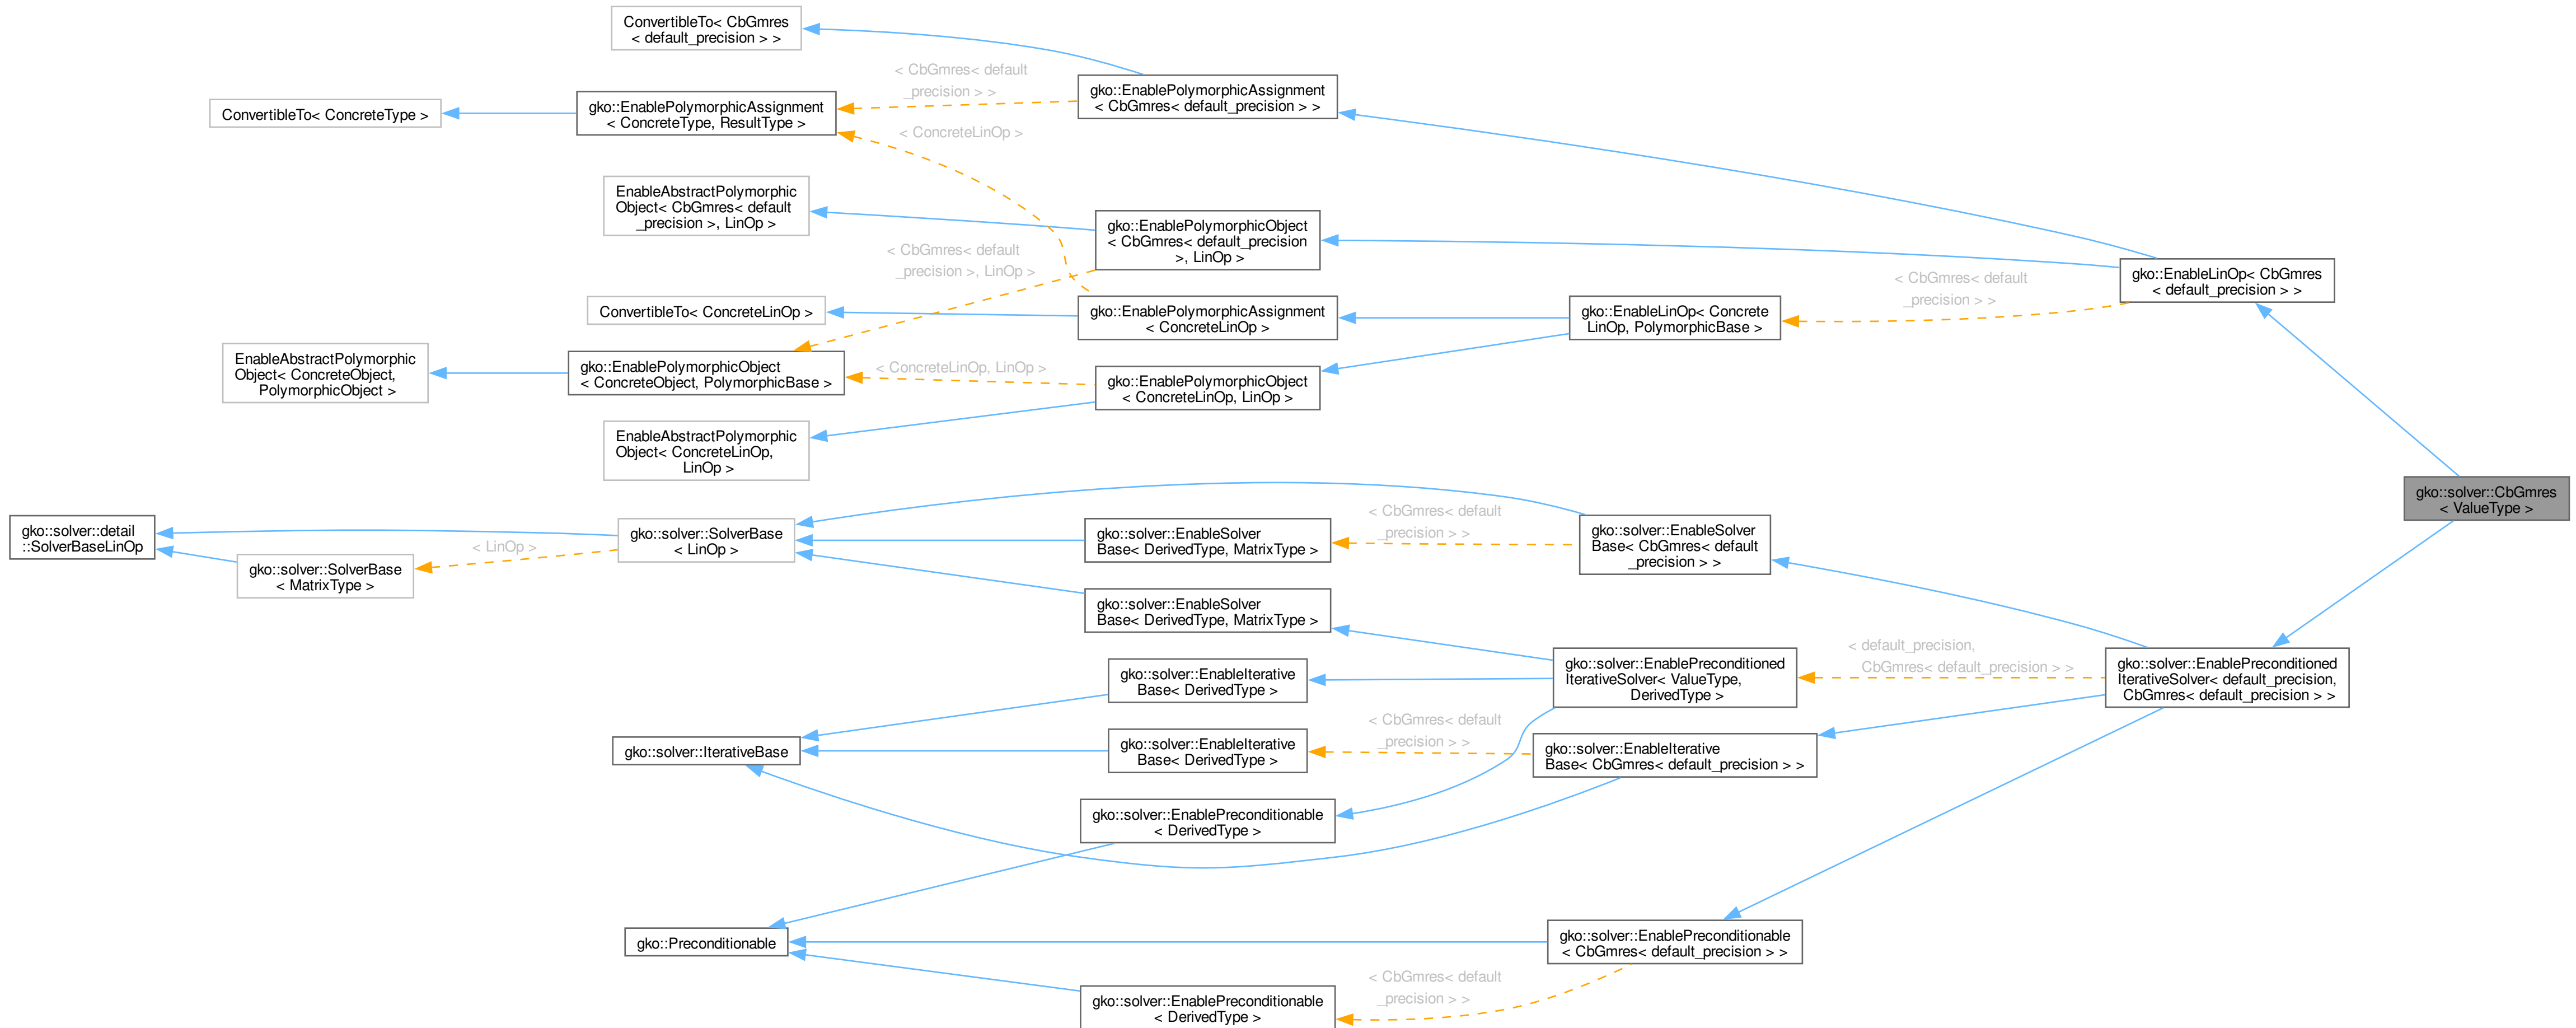 ConvertibleTo< CbGmres
< default_precision > >
< CbGmres< default
_precision > >
gko::EnablePolymorphicAssignment
< CbGmres< default_precision > >
ConvertibleTo< ConcreteType >
gko::EnablePolymorphicAssignment
< ConcreteType, ResultType >
< ConcreteLinOp >
EnableAbstractPolymorphic
Object< CbGmres< default
_precision >, LinOp >
gko::EnablePolymorphicObject
< CbGmres< default_precision
>, LinOp >
< CbGmres< default
_precision >, LinOp >
gko::EnableLinOp< CbGmres
< default_precision > >
< CbGmres< default
_precision > >
ConvertibleTo< ConcreteLinOp >
gko::EnablePolymorphicAssignment
< ConcreteLinOp >
gko::EnableLinOp< Concrete
LinOp, PolymorphicBase >
EnableAbstractPolymorphic
Object< ConcreteObject,
PolymorphicObject >
gko::EnablePolymorphicObject
< ConcreteObject, PolymorphicBase >
< ConcreteLinOp, LinOp >
gko::EnablePolymorphicObject
< ConcreteLinOp, LinOp >
EnableAbstractPolymorphic
Object< ConcreteLinOp,
LinOp >
gko::solver::CbGmres
< ValueType >
gko::solver::detail
::SolverBaseLinOp
gko::solver::SolverBase
< MatrixType >
< LinOp >
gko::solver::SolverBase
< LinOp >
gko::solver::EnableSolver
Base< DerivedType, MatrixType >
< CbGmres< default
_precision > >
gko::solver::EnableSolver
Base< CbGmres< default
_precision > >
gko::solver::EnableSolver
Base< DerivedType, MatrixType >
gko::solver::EnableIterative
Base< DerivedType >
gko::solver::EnablePreconditioned
IterativeSolver< ValueType,
DerivedType >
< default_precision,
CbGmres< default_precision > >
gko::solver::EnablePreconditioned
IterativeSolver< default_precision,
CbGmres< default_precision > >
gko::solver::IterativeBase
gko::solver::EnableIterative
Base< DerivedType >
< CbGmres< default
_precision > >
gko::solver::EnableIterative
Base< CbGmres< default_precision > >
gko::solver::EnablePreconditionable
< DerivedType >
gko::Preconditionable
gko::solver::EnablePreconditionable
< CbGmres< default_precision > >
< CbGmres< default
_precision > >
gko::solver::EnablePreconditionable
< DerivedType >